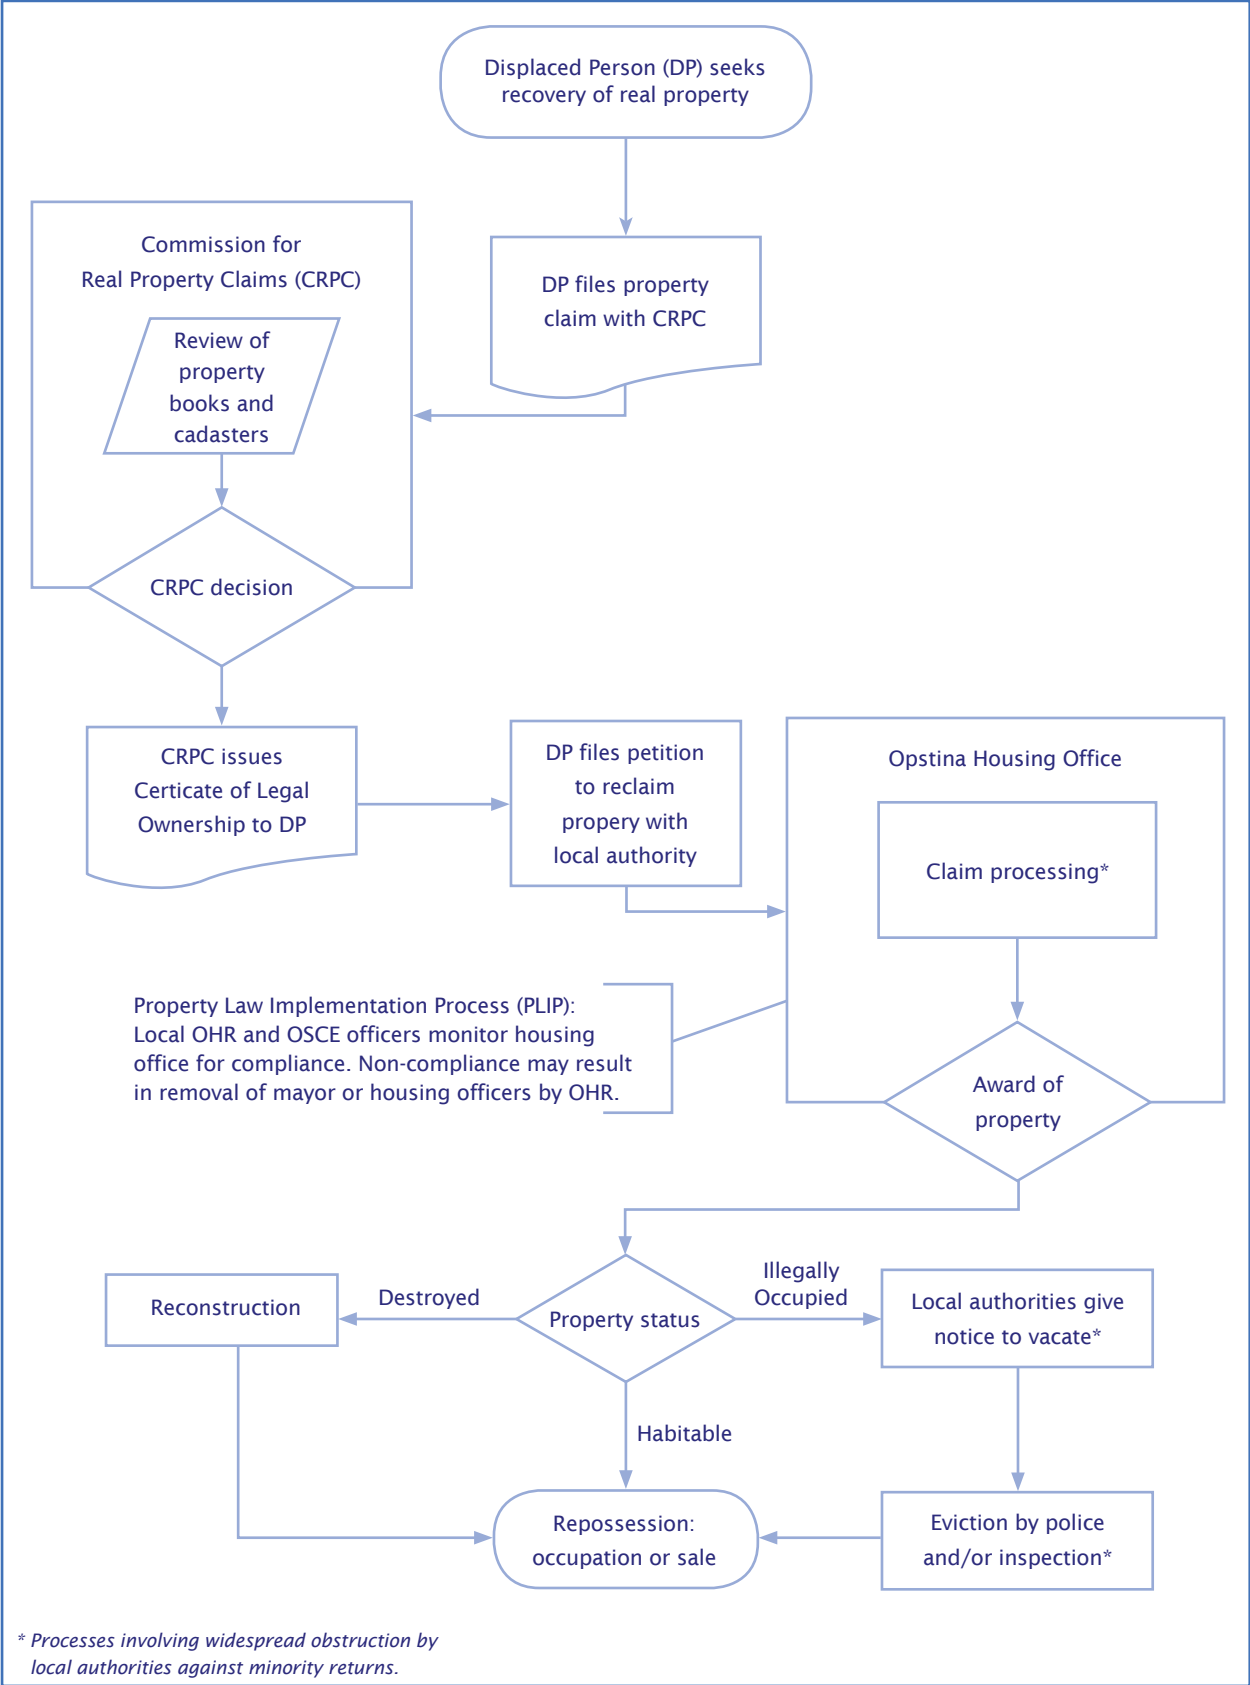 Displaced Person (DP) seeks
recovery of real property
Commission for
Real Property Claims (CRPC)
DP files property
claim with CRPC
Review of
property
books and
cadasters
CRPC decision
CRPC issues
Certicate of Legal
Ownership to DP
DP files petition
to reclaim
propery with
local authority
Opstina Housing Office
Claim processing*
Property Law Implementation Process (PLIP):
Local OHR and OSCE officers monitor housing
office for compliance. Non-compliance may result
in removal of mayor or housing officers by OHR.
Award of
property
Reconstruction
Destroyed
Property status
Illegally
Occupied
Local authorities give
notice to vacate*
Habitable
Repossession:
occupation or sale
Eviction by police
and/or inspection*
* Processes involving widespread obstruction by
local authorities against minority returns.